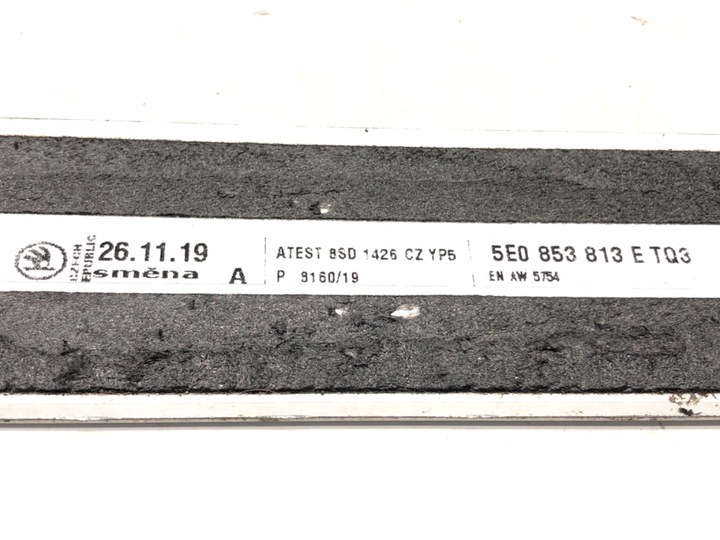 CZECH
REPUBLIC
26.11.19
směna A
ATEST 8SD 1426 CZ YP5
P 8160/19
5E0 853 813 E TQ3
EN AW 5754